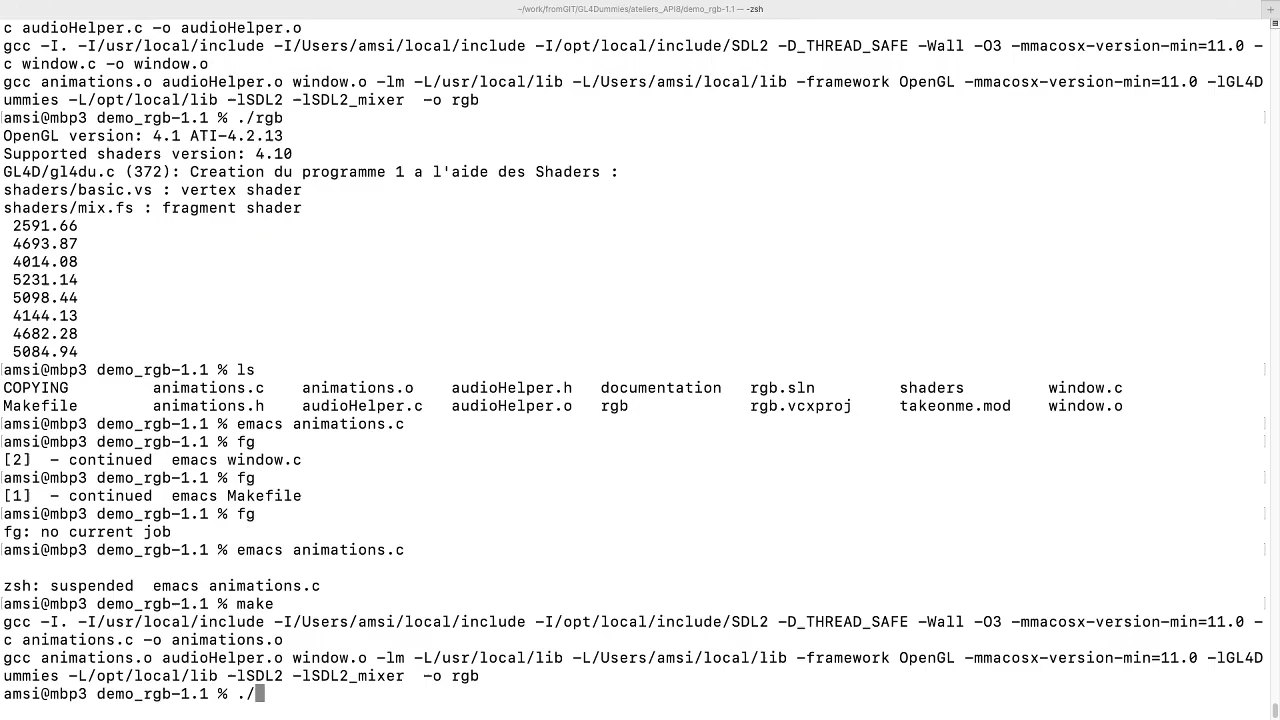 ~/work/fromGIT/GL4Dummies/ateliers_API8/demo_rgb-1.1 — -zsh
c audioHelper.c -o audioHelper.o
gcc -I. -I/usr/local/include -I/Users/amsi/local/include -I/opt/local/include/SDL2 -D_THREAD_SAFE -Wall -O3 -mmacosx-version-min=11.0 -
c window.c -o window.o
gcc animations.o audioHelper.o window.o -lm -L/usr/local/lib -L/Users/amsi/local/lib -framework OpenGL -mmacosx-version-min=11.0 -lGL4D
ummies -L/opt/local/lib -lSDL2 -lSDL2_mixer  -o rgb
amsi@mbp3 demo_rgb-1.1 % ./rgb
OpenGL version: 4.1 ATI-4.2.13
Supported shaders version: 4.10
GL4D/gl4du.c (372): Creation du programme 1 a l'aide des Shaders :
shaders/basic.vs : vertex shader
shaders/mix.fs : fragment shader
2591.66
4693.87
4014.08
5231.14
5098.44
4144.13
4682.28
5084.94
amsi@mbp3 demo_rgb-1.1 % ls
COPYING animations.c animations.o audioHelper.h documentation rgb.sln shaders window.c
Makefile animations.h audioHelper.c audioHelper.o rgb rgb.vcxproj takeonme.mod window.o
amsi@mbp3 demo_rgb-1.1 % emacs animations.c
amsi@mbp3 demo_rgb-1.1 % fg
[2]  - continued  emacs window.c
amsi@mbp3 demo_rgb-1.1 % fg
[1]  - continued  emacs Makefile
amsi@mbp3 demo_rgb-1.1 % fg
fg: no current job
amsi@mbp3 demo_rgb-1.1 % emacs animations.c
zsh: suspended  emacs animations.c
amsi@mbp3 demo_rgb-1.1 % make
gcc -I. -I/usr/local/include -I/Users/amsi/local/include -I/opt/local/include/SDL2 -D_THREAD_SAFE -Wall -O3 -mmacosx-version-min=11.0 -
c animations.c -o animations.o
gcc animations.o audioHelper.o window.o -lm -L/usr/local/lib -L/Users/amsi/local/lib -framework OpenGL -mmacosx-version-min=11.0 -lGL4D
ummies -L/opt/local/lib -lSDL2 -lSDL2_mixer  -o rgb
amsi@mbp3 demo_rgb-1.1 % ./